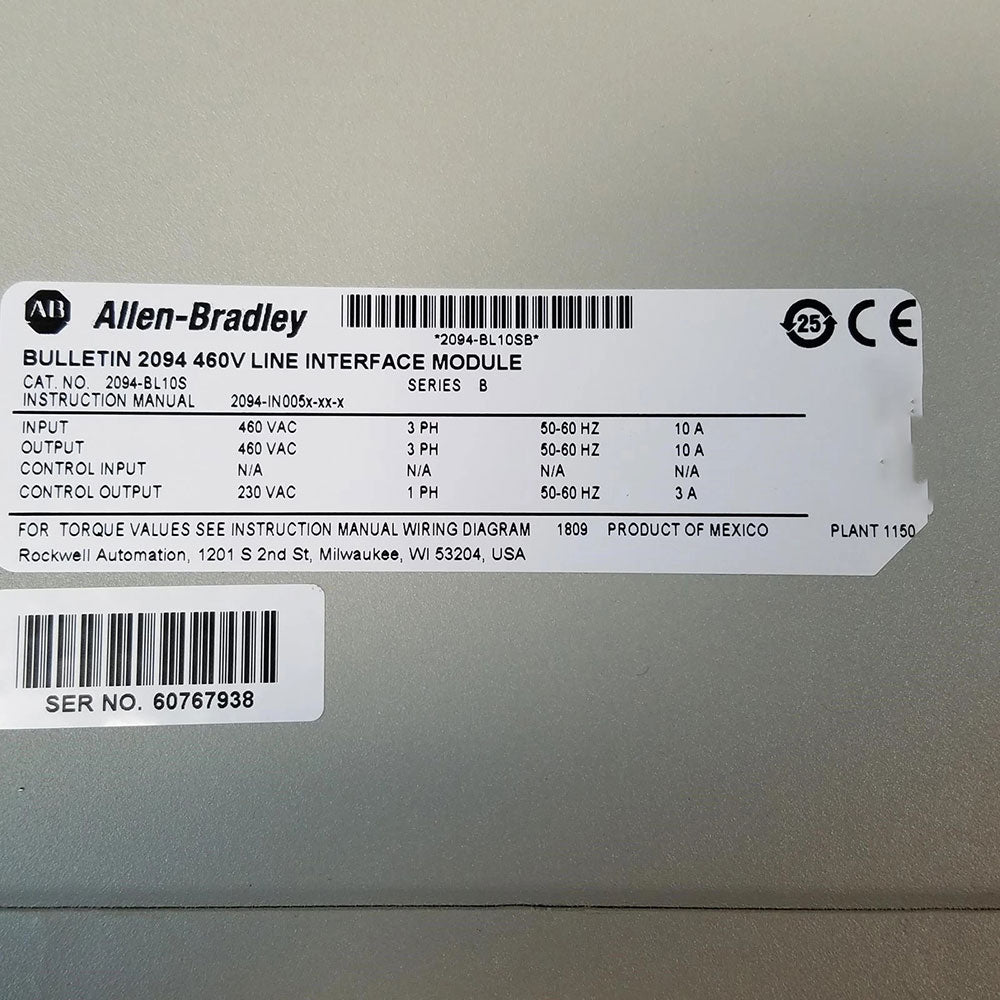 AB Allen-Bradley
*2094-BL10SB*
25 CE
BULLETIN 2094 460V LINE INTERFACE MODULE
CAT. NO. 2094-BL10S SERIES B
INSTRUCTION MANUAL 2094-IN005x-xx-x
INPUT 460 VAC 3 PH 50-60 HZ 10 A
OUTPUT 460 VAC 3 PH 50-60 HZ 10 A
CONTROL INPUT N/A N/A N/A N/A
CONTROL OUTPUT 230 VAC 1 PH 50-60 HZ 3 A
FOR TORQUE VALUES SEE INSTRUCTION MANUAL WIRING DIAGRAM 1809 PRODUCT OF MEXICO PLANT 1150
Rockwell Automation, 1201 S 2nd St, Milwaukee, WI 53204, USA
SER NO. 60767938